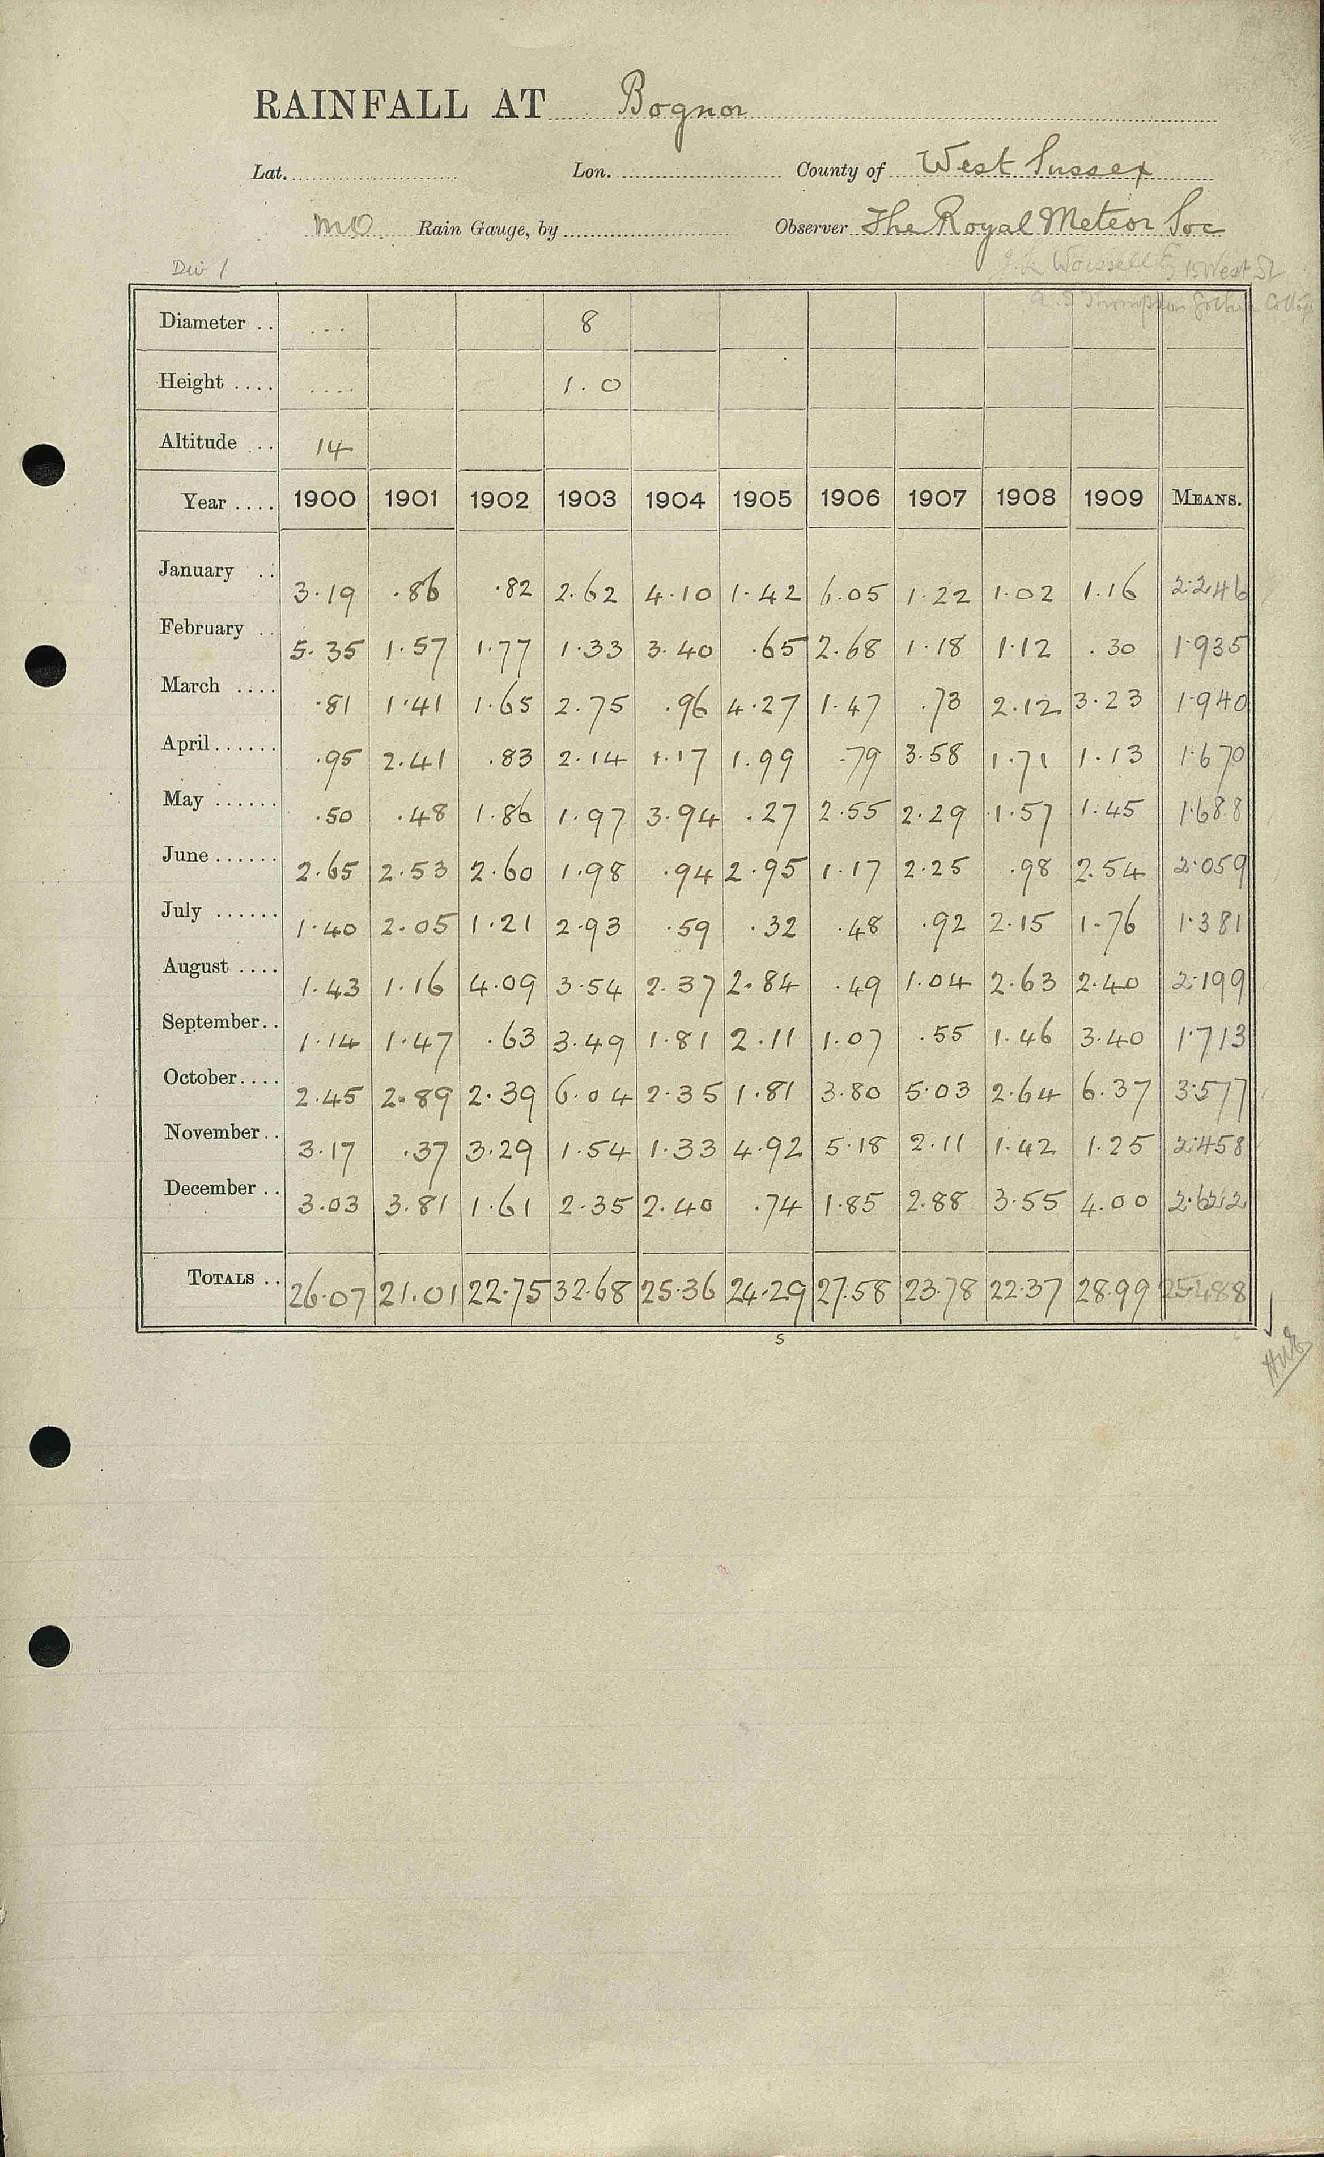 RAINFALL AT Bognor
Lat. Lon. County of West Sussex
MO Rain Gauge, by Observer The Royal Meteor Soc
Div 1 15 West St
Diameter .. ... 8
Height .... .... 1.0
Altitude .. 14
Year .... 1900 1901 1902 1903 1904 1905 1906 1907 1908 1909 MEANS.
January .. 3.19 .86 .82 2.62 4.10 1.42 6.05 1.22 1.02 1.16 2.246
February .. 5.35 1.57 1.77 1.33 3.40 .65 2.68 1.18 1.12 .30 1.935
March .... .81 1.41 1.65 2.75 .96 4.27 1.47 .73 2.12 3.23 1.940
April ...... .95 2.41 .83 2.14 1.17 1.99 .79 3.58 1.71 1.13 1.670
May ...... .50 .48 1.86 1.97 3.94 .27 2.55 2.29 1.57 1.45 1.688
June ...... 2.65 2.53 2.60 1.98 .94 2.95 1.17 2.25 .98 2.54 2.059
July ...... 1.40 2.05 1.21 2.93 .59 .32 .48 .92 2.15 1.76 1.381
August .... 1.43 1.16 4.09 3.54 2.37 2.84 .49 1.04 2.63 2.40 2.199
September .. 1.14 1.47 .63 3.49 1.81 2.11 1.07 .55 1.46 3.40 1.713
October .... 2.45 2.89 2.39 6.04 2.35 1.81 3.80 5.03 2.64 6.37 3.577
November .. 3.17 .37 3.29 1.54 1.33 4.92 5.18 2.11 1.42 1.25 2.458
December .. 3.03 3.81 1.61 2.35 2.40 .74 1.85 2.88 3.55 4.00 2.622
TOTALS .. 26.07 21.01 22.75 32.68 25.36 24.29 27.58 23.78 22.37 28.99 25.488
s